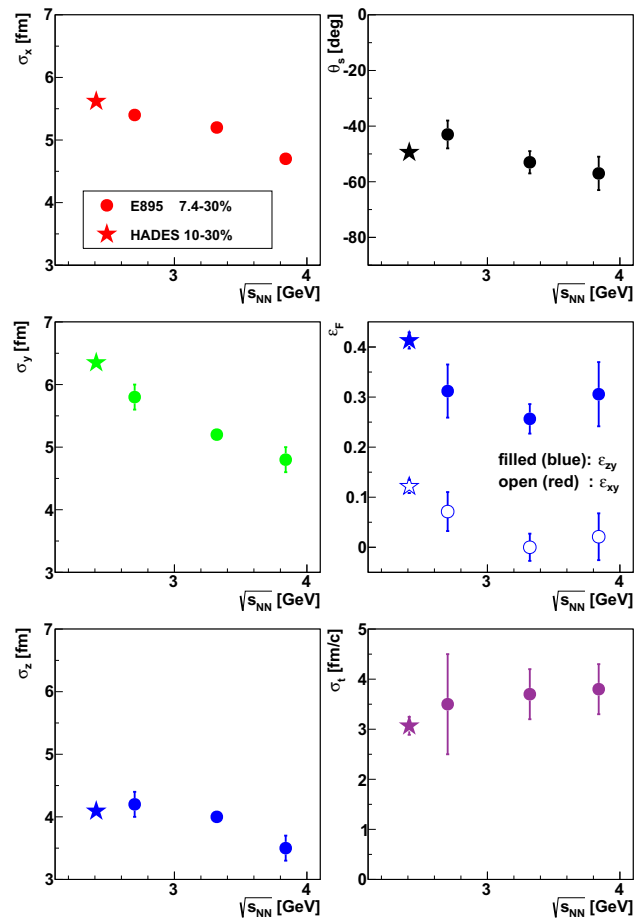 σx [fm]
7
6
5
4
3
E895 7.4-30%
HADES 10-30%
3
4
√sNN [GeV]
θs [deg]
0
-20
-40
-60
-80
3
4
√sNN [GeV]
σy [fm]
7
6
5
4
3
3
4
√sNN [GeV]
εF
0.4
0.3
0.2
0.1
0
filled (blue): εzy
open (red) : εxy
3
4
√sNN [GeV]
σz [fm]
7
6
5
4
3
3
4
√sNN [GeV]
σt [fm/c]
5
4
3
2
1
0
3
4
√sNN [GeV]